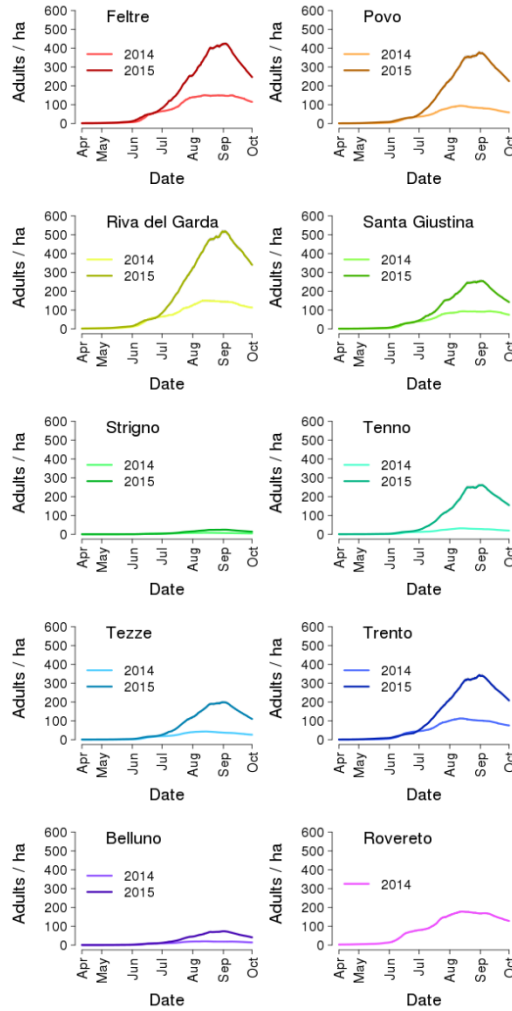 Feltre
Adults / ha
600
500
400
300
200
100
0
2014
2015
Apr
May
Jun
Jul
Aug
Sep
Oct
Date
Povo
Adults / ha
600
500
400
300
200
100
0
2014
2015
Apr
May
Jun
Jul
Aug
Sep
Oct
Date
Riva del Garda
Adults / ha
600
500
400
300
200
100
0
2014
2015
Apr
May
Jun
Jul
Aug
Sep
Oct
Date
Santa Giustina
Adults / ha
600
500
400
300
200
100
0
2014
2015
Apr
May
Jun
Jul
Aug
Sep
Oct
Date
Strigno
Adults / ha
600
500
400
300
200
100
0
2014
2015
Apr
May
Jun
Jul
Aug
Sep
Oct
Date
Tenno
Adults / ha
600
500
400
300
200
100
0
2014
2015
Apr
May
Jun
Jul
Aug
Sep
Oct
Date
Tezze
Adults / ha
600
500
400
300
200
100
0
2014
2015
Apr
May
Jun
Jul
Aug
Sep
Oct
Date
Trento
Adults / ha
600
500
400
300
200
100
0
2014
2015
Apr
May
Jun
Jul
Aug
Sep
Oct
Date
Belluno
Adults / ha
600
500
400
300
200
100
0
2014
2015
Apr
May
Jun
Jul
Aug
Sep
Oct
Date
Rovereto
Adults / ha
600
500
400
300
200
100
0
2014
Apr
May
Jun
Jul
Aug
Sep
Oct
Date